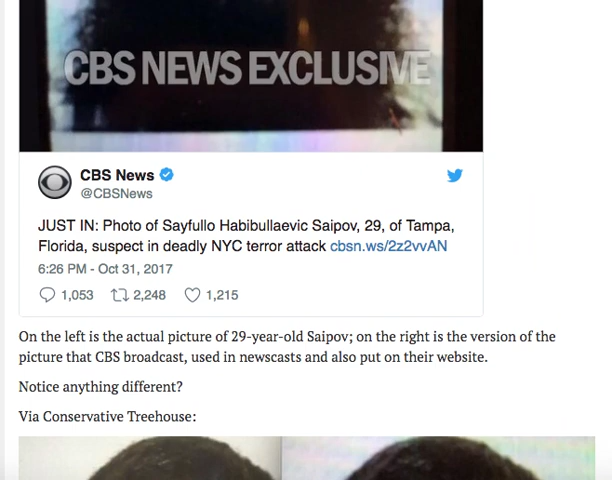 CBS NEWS EXCLUSIVE
CBS News
@CBSNews
JUST IN: Photo of Sayfullo Habibullaevic Saipov, 29, of Tampa,
Florida, suspect in deadly NYC terror attack cbsn.ws/2z2vvAN
6:26 PM - Oct 31, 2017
1,053 2,248 1,215
On the left is the actual picture of 29-year-old Saipov; on the right is the version of the
picture that CBS broadcast, used in newscasts and also put on their website.
Notice anything different?
Via Conservative Treehouse: